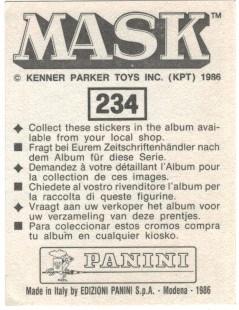 MASK™
© KENNER PARKER TOYS INC. (KPT) 1986
234
◆ Collect these stickers in the album avai-
lable from your local shop.
■ Fragt bei Eurem Zeitschriftenhändler nach
dem Album für diese Serie.
◆ Demandez à votre détaillant l'Album pour
la collection de ces images.
■ Chiedete al vostro rivenditore l'album per
la raccolta di queste figurine.
◆ Vraagt aan uw verkoper het album voor
uw verzameling van deze prentjes.
■ Para coleccionar estos cromos compra
tu album en cualquier kiosko.
PANINI
Made in Italy by EDIZIONI PANINI S.p.A. - Modena - 1986